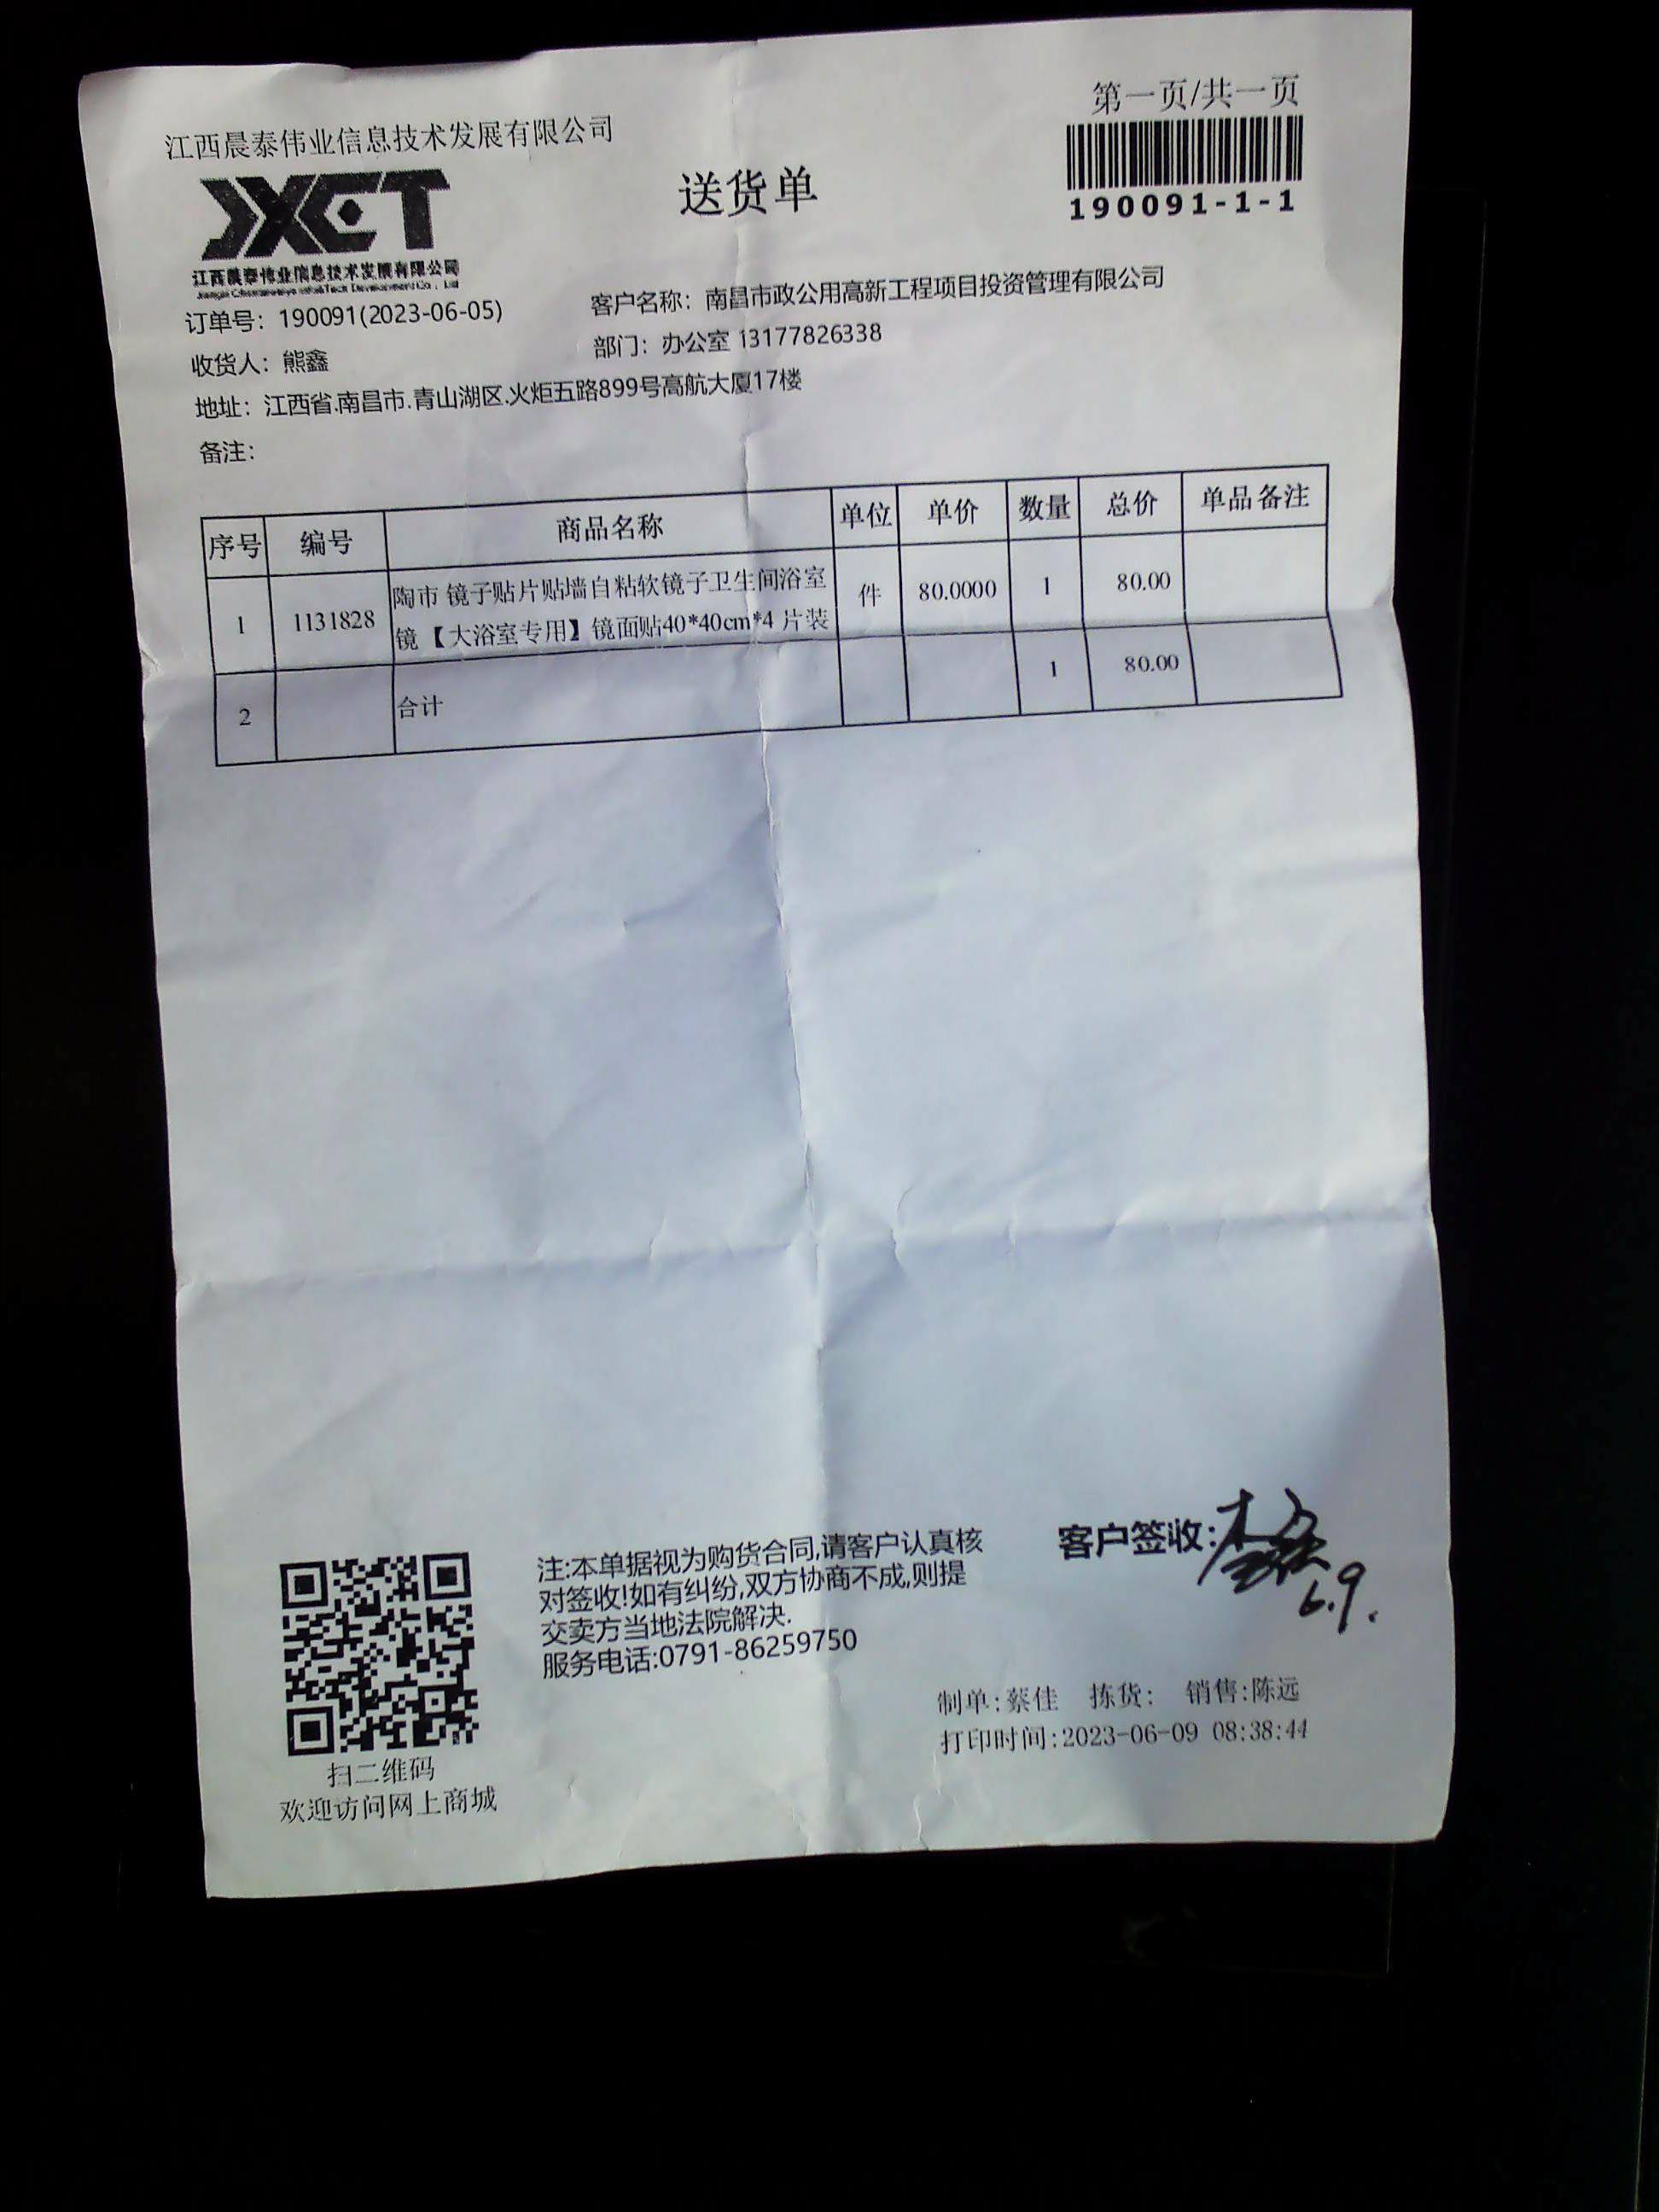 第一页/共一页
江西晨泰伟业信息技术发展有限公司
送货单
190091-1-1
JXCT
江西晨泰伟业信息技术发展有限公司
订单号：190091(2023-06-05)
客户名称：南昌市政公用高新工程项目投资管理有限公司
收货人：熊鑫
部门：办公室 13177826338
地址：江西省.南昌市.青山湖区.火炬五路899号高航大厦17楼
备注：
序号 编号 商品名称 单位 单价 数量 总价 单品备注
1 1131828 陶市 镜子贴片贴墙自粘软镜子卫生间浴室 件 80.0000 1 80.00
镜【大浴室专用】镜面贴40*40cm*4 片装
2 合计 1 80.00
注:本单据视为购货合同,请客户认真核
对签收!如有纠纷,双方协商不成,则提
交卖方当地法院解决.
服务电话:0791-86259750
客户签收:
6.9.
制单:蔡佳 拣货: 销售:陈远
打印时间:2023-06-09 08:38:44
扫二维码
欢迎访问网上商城